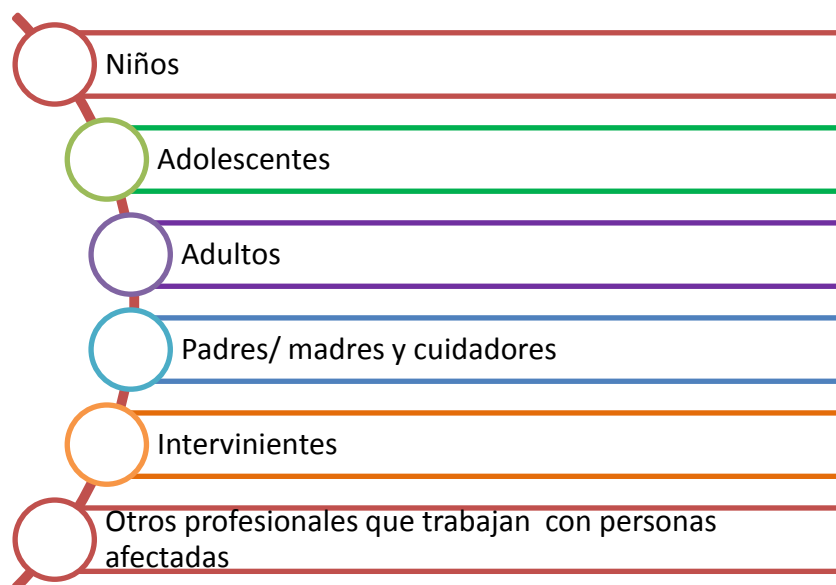 Niños
Adolescentes
Adultos
Padres/ madres y cuidadores
Intervinientes
Otros profesionales que trabajan  con personas
afectadas